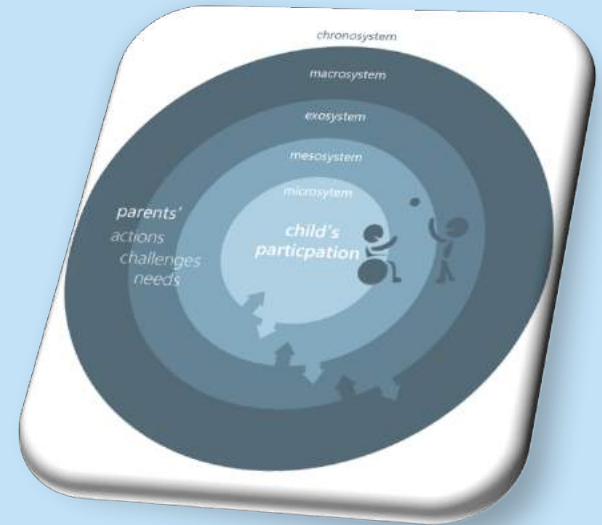 chronosystem
macrosystem
exosystem
mesosystem
microsytem
child's
particpation
parents'
actions
challenges
needs